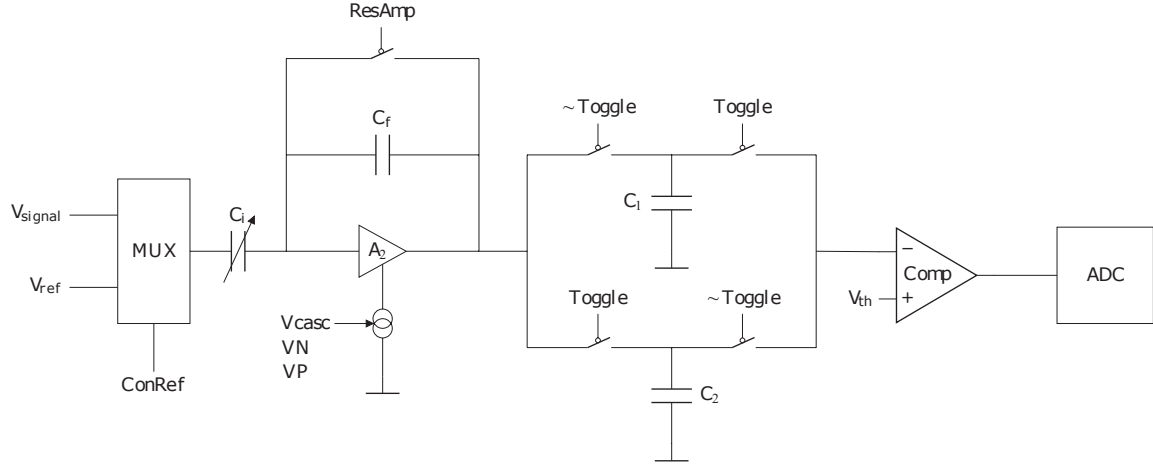 ResAmp
~Toggle
Toggle
Cf
Vsignal
Ci
C1
MUX
A2
Comp
ADC
Vref
Vth
Toggle
~Toggle
Vcasc
VN
VP
ConRef
C2
−
+